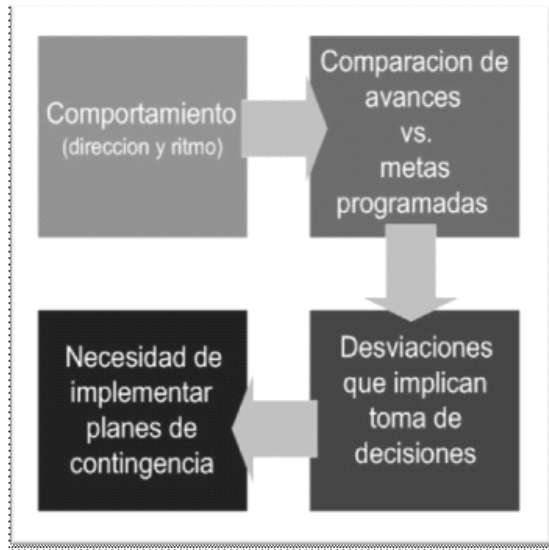 Comportamiento
(direccion y ritmo)
Comparacion de
avances
vs.
metas
programadas
Desviaciones
que implican
toma de
decisiones
Necesidad de
implementar
planes de
contingencia